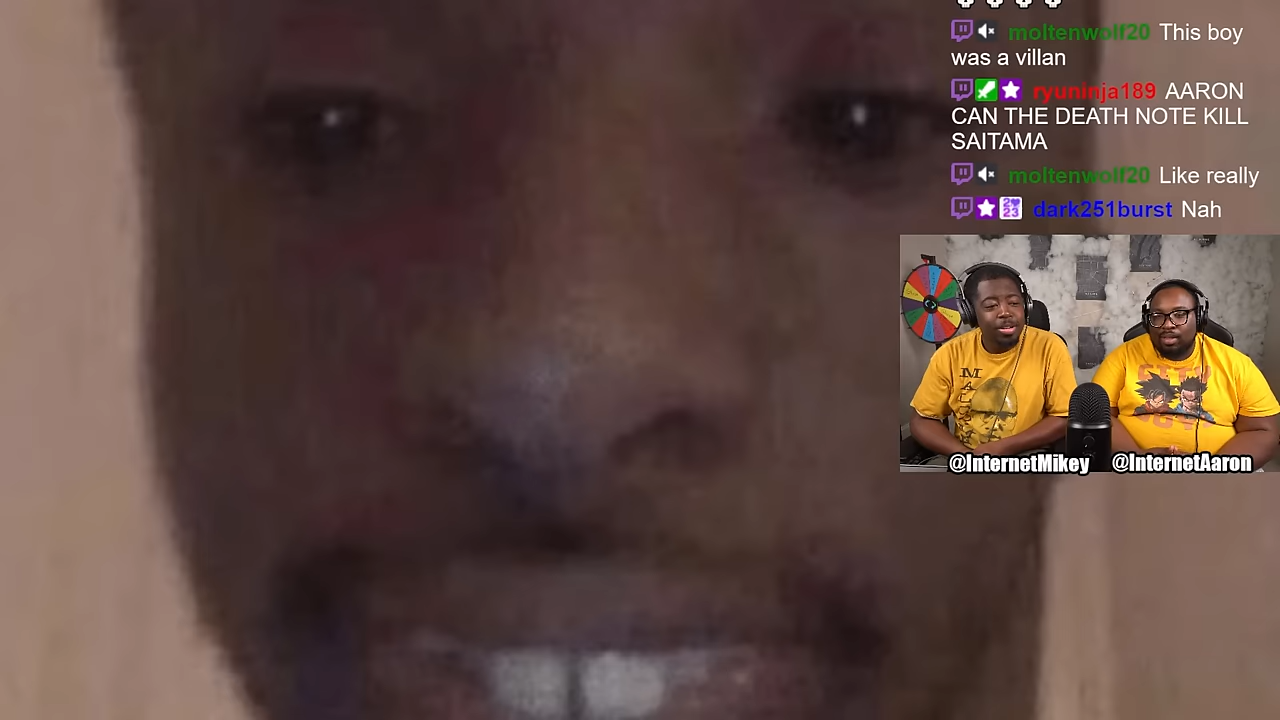 moltenwolf20 This boy
was a villan
ryuninja189 AARON
CAN THE DEATH NOTE KILL
SAITAMA
moltenwolf20 Like really
dark251burst Nah
@InternetMikey @InternetAaron